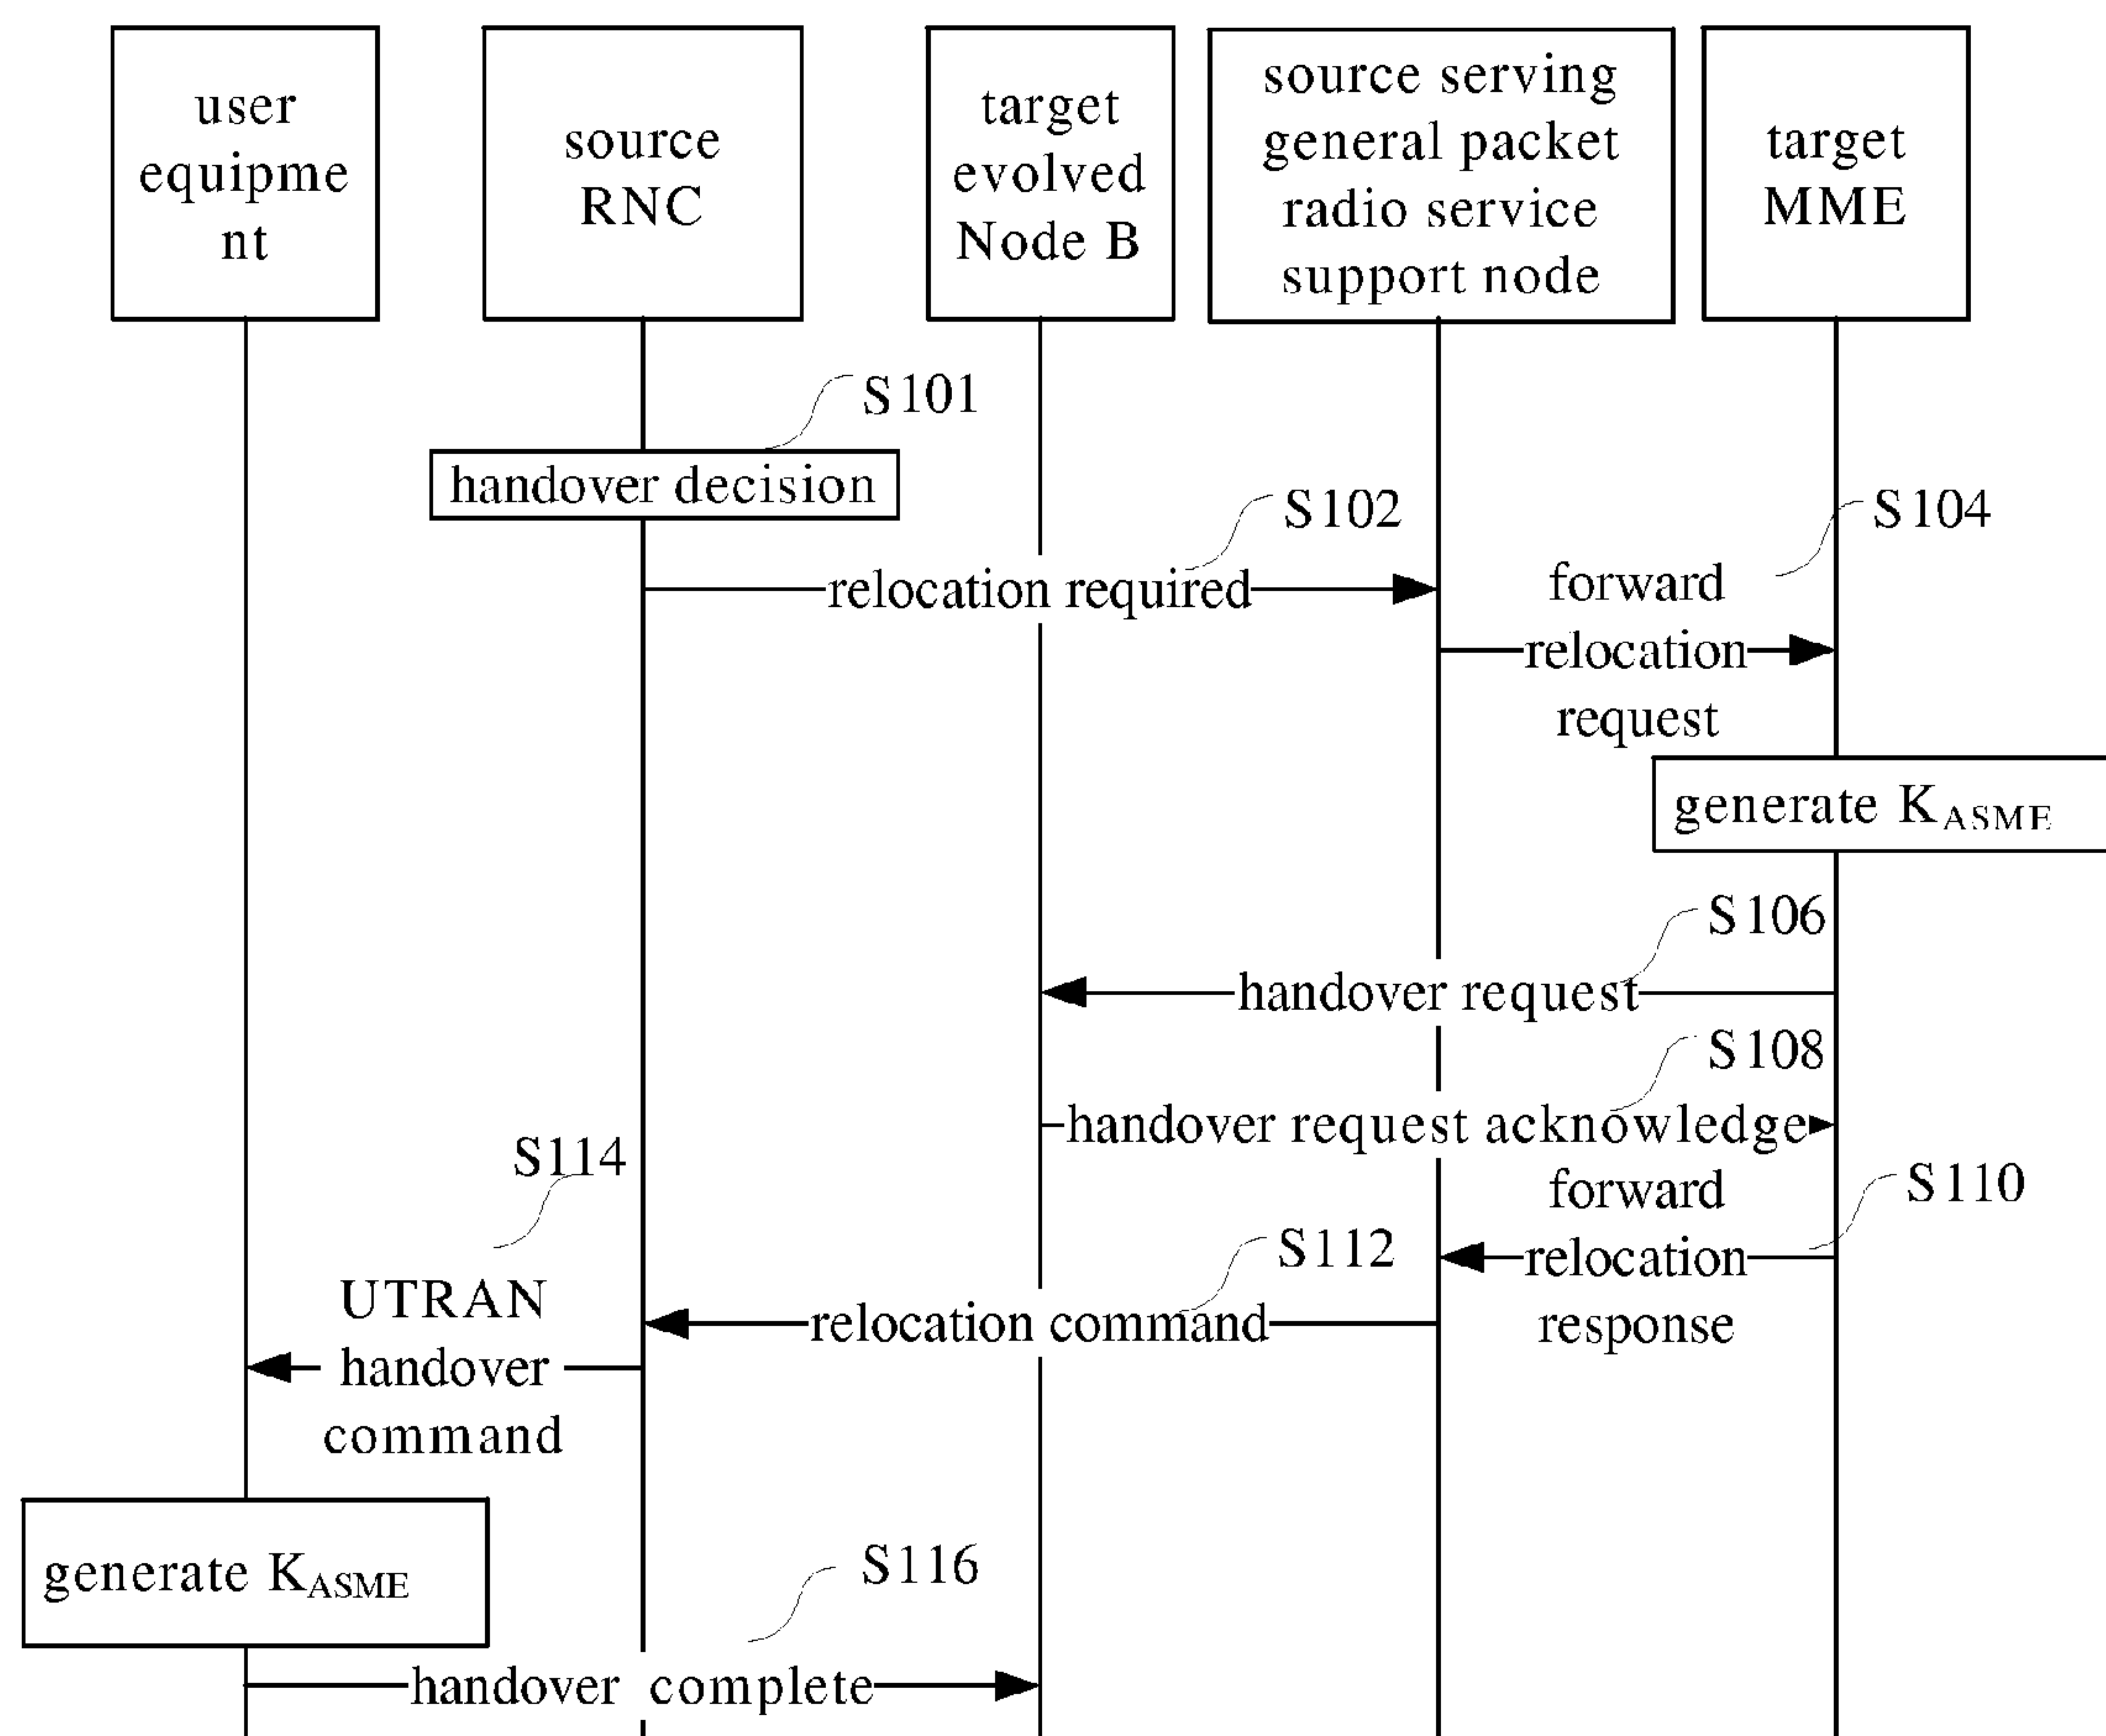 user
equipme
nt
source
RNC
target
evolved
Node B
source serving
general packet
radio service
support node
target
MME
S101
handover decision
S102
relocation required
S104
forward
relocation
request
generate KASME
S106
handover request
S108
handover request acknowledge
S110
forward
relocation
response
S112
relocation command
S114
UTRAN
handover
command
generate KASME
S116
handover complete